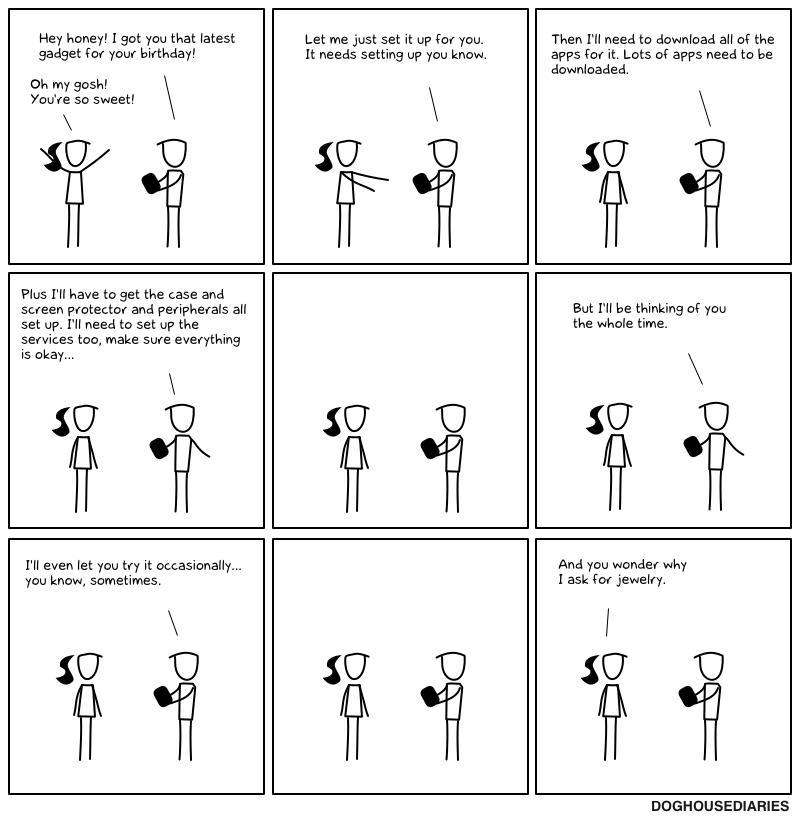 Hey honey! I got you that latest
gadget for your birthday!
Oh my gosh!
You're so sweet!
Let me just set it up for you.
It needs setting up you know.
Then I'll need to download all of the
apps for it. Lots of apps need to be
downloaded.
Plus I'll have to get the case and
screen protector and peripherals all
set up. I'll need to set up the
services too, make sure everything
is okay...
But I'll be thinking of you
the whole time.
I'll even let you try it occasionally...
you know, sometimes.
And you wonder why
I ask for jewelry.
DOGHOUSEDIARIES